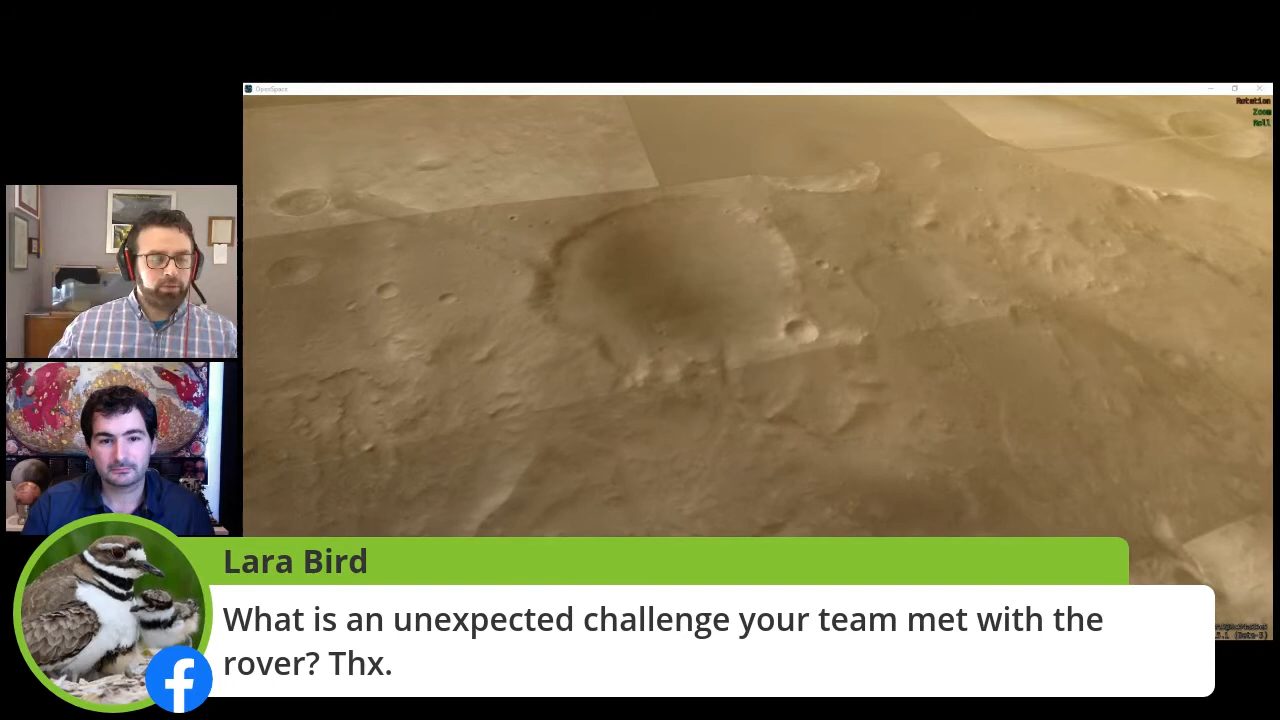 OpenSpace
Rotation
Zoom
Roll
Lara Bird
What is an unexpected challenge your team met with the
rover? Thx.